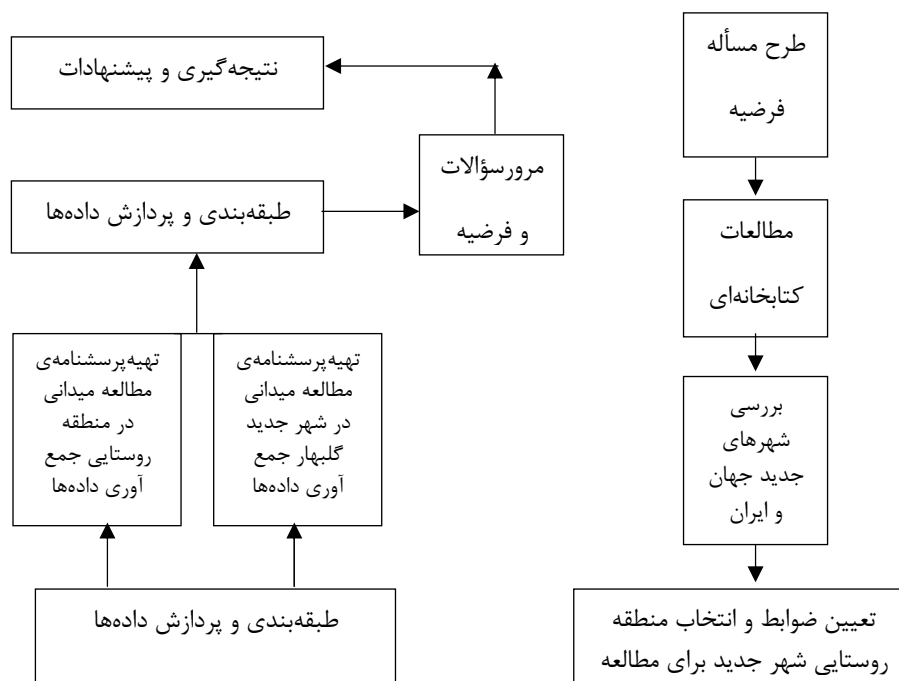 طرح مسأله
فرضیه
مطالعات
کتابخانه‌ای
بررسی
شهرهای
جدید جهان
و ایران
تعیین ضوابط و انتخاب منطقه
روستایی شهر جدید برای مطالعه
نتیجه‌گیری و پیشنهادات
مرورسؤالات
و فرضیه
طبقه‌بندی و پردازش داده‌ها
تهیه‌پرسشنامه‌ی
مطالعه میدانی
در شهر جدید
گلبهار جمع
آوری داده‌ها
تهیه‌پرسشنامه‌ی
مطالعه میدانی
در منطقه
روستایی جمع
آوری داده‌ها
طبقه‌بندی و پردازش داده‌ها